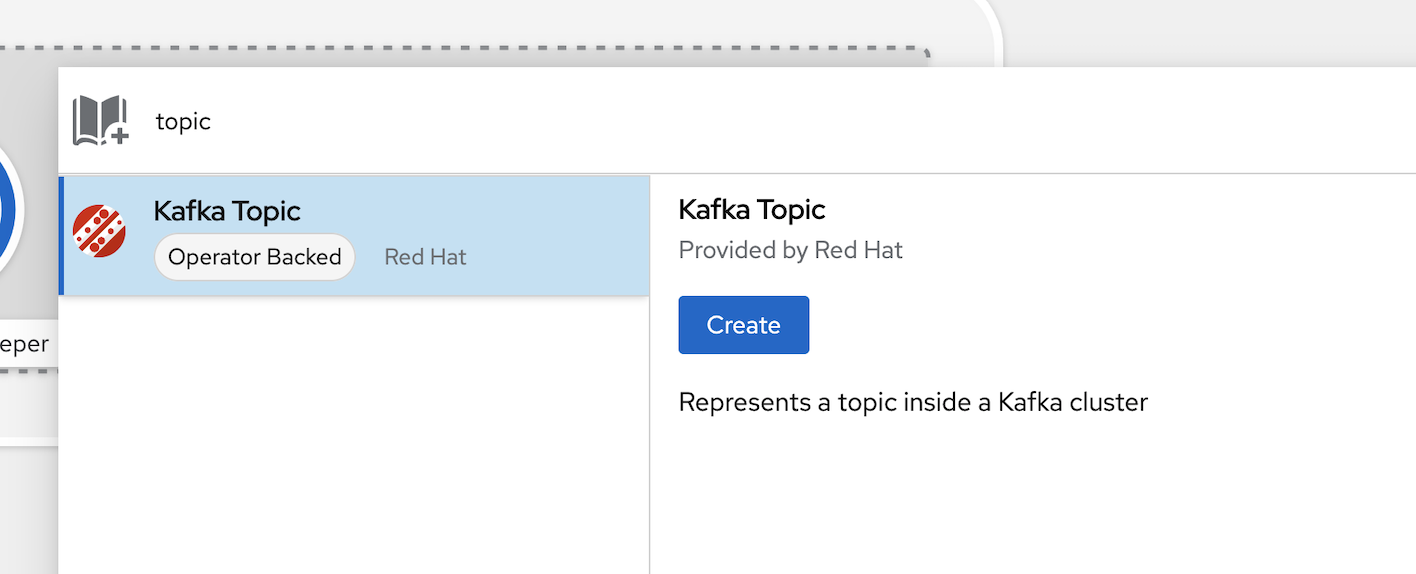 topic
Kafka Topic
Operator Backed
Red Hat
Kafka Topic
Provided by Red Hat
Create
Represents a topic inside a Kafka cluster
eper